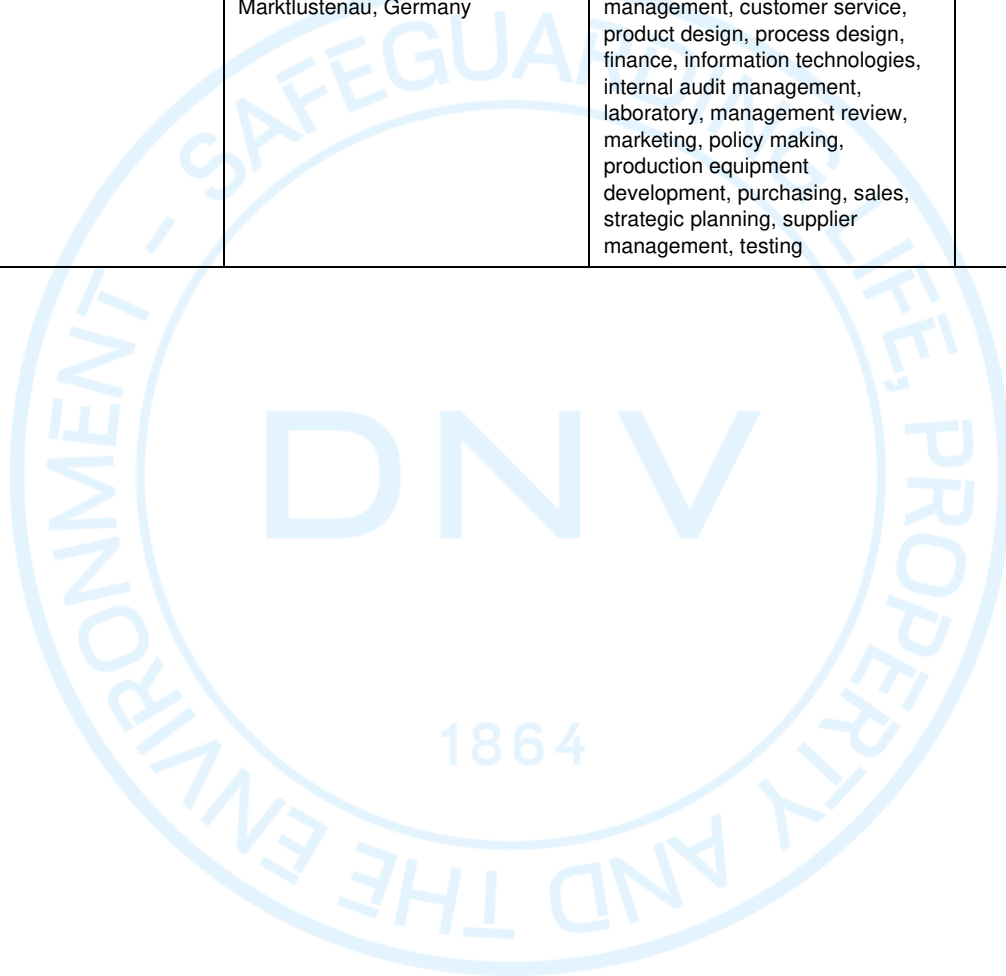 Marktlustenau, Germany
management, customer service,
product design, process design,
finance, information technologies,
internal audit management,
laboratory, management review,
marketing, policy making,
production equipment
development, purchasing, sales,
strategic planning, supplier
management, testing
SAFEGUARDING LIFE, PROPERTY AND THE ENVIRONMENT –
DNV
1864